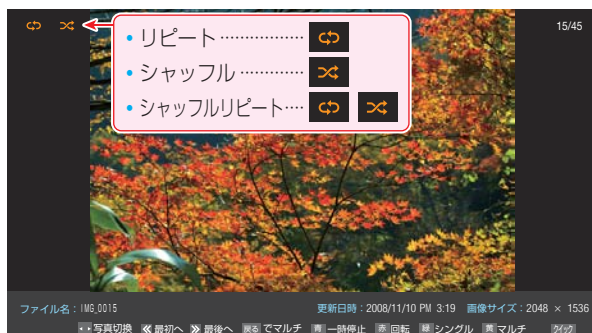 15/45
・リピート………………
・シャッフル…………
・シャッフルリピート‥‥
ファイル名：IMG_0015 更新日時：2008/11/10 PM 3:19 画像サイズ：2048 × 1536
写真切換 ≪最初へ ≫最後へ 戻るでマルチ 青 一時停止 赤 回転 緑 シングル 黄 マルチ クイック